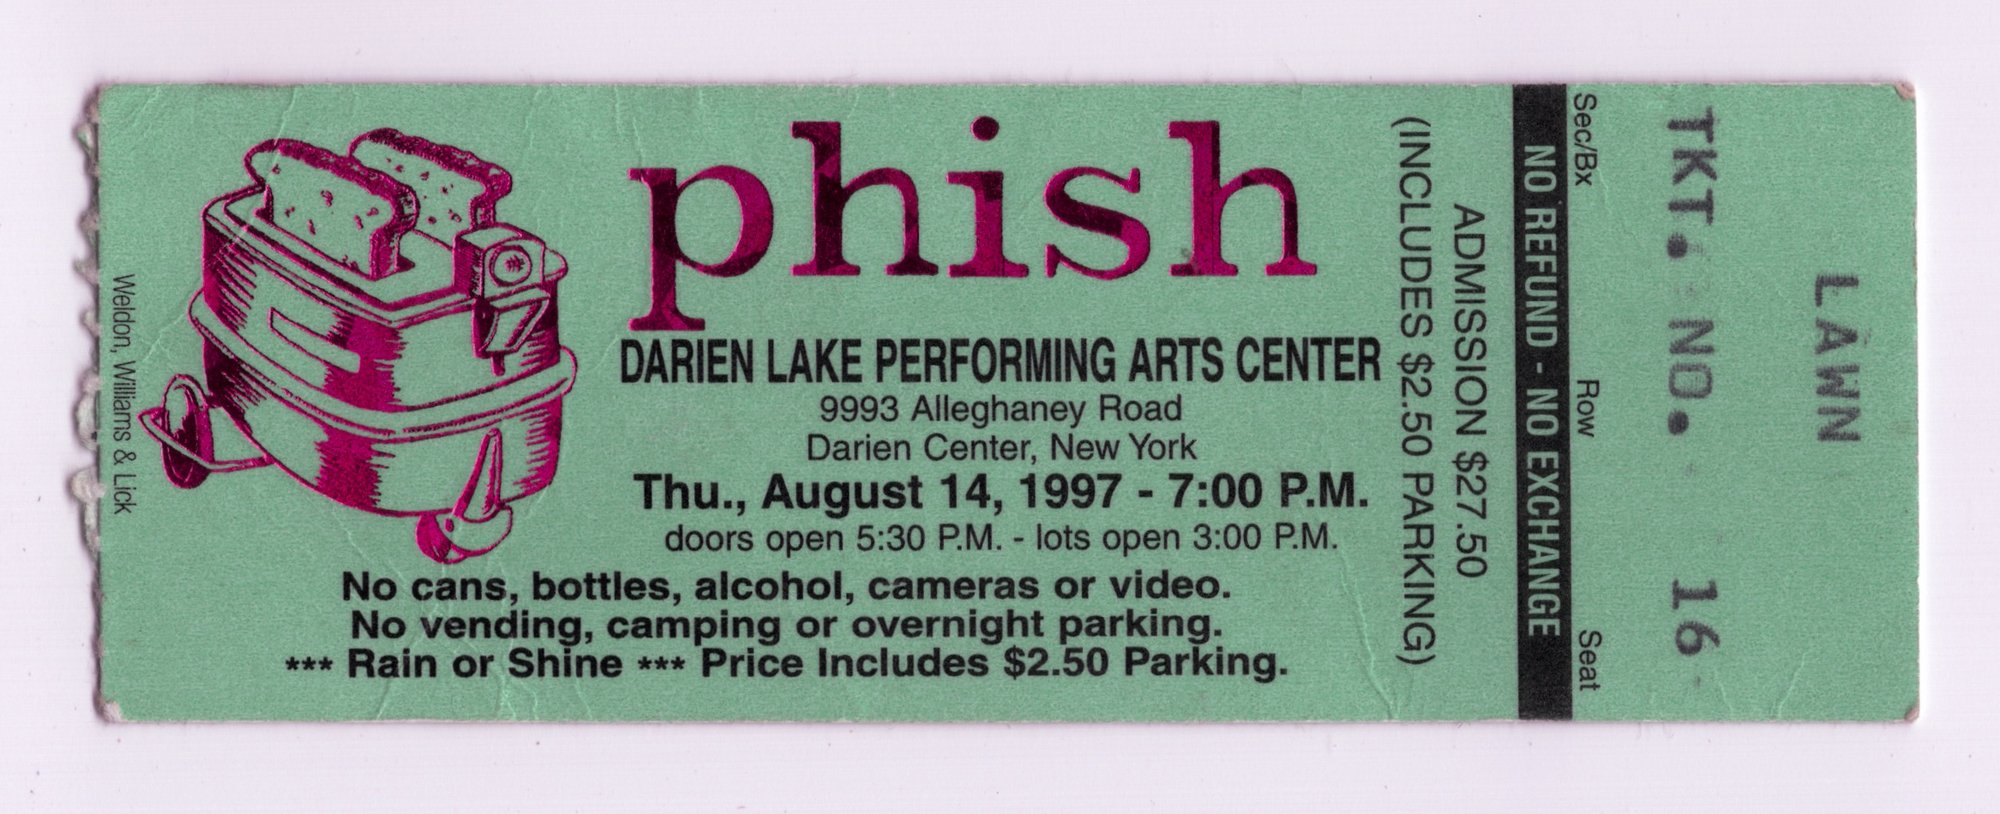 phish
DARIEN LAKE PERFORMING ARTS CENTER
9993 Alleghaney Road
Darien Center, New York
Thu., August 14, 1997 - 7:00 P.M.
doors open 5:30 P.M. - lots open 3:00 P.M.
No cans, bottles, alcohol, cameras or video.
No vending, camping or overnight parking.
*** Rain or Shine *** Price Includes $2.50 Parking.
Weldon, Williams & Lick
ADMISSION $27.50
(INCLUDES $2.50 PARKING)
NO REFUND - NO EXCHANGE
Sec/Bx Row Seat
LAWN
TKT. NO. 16